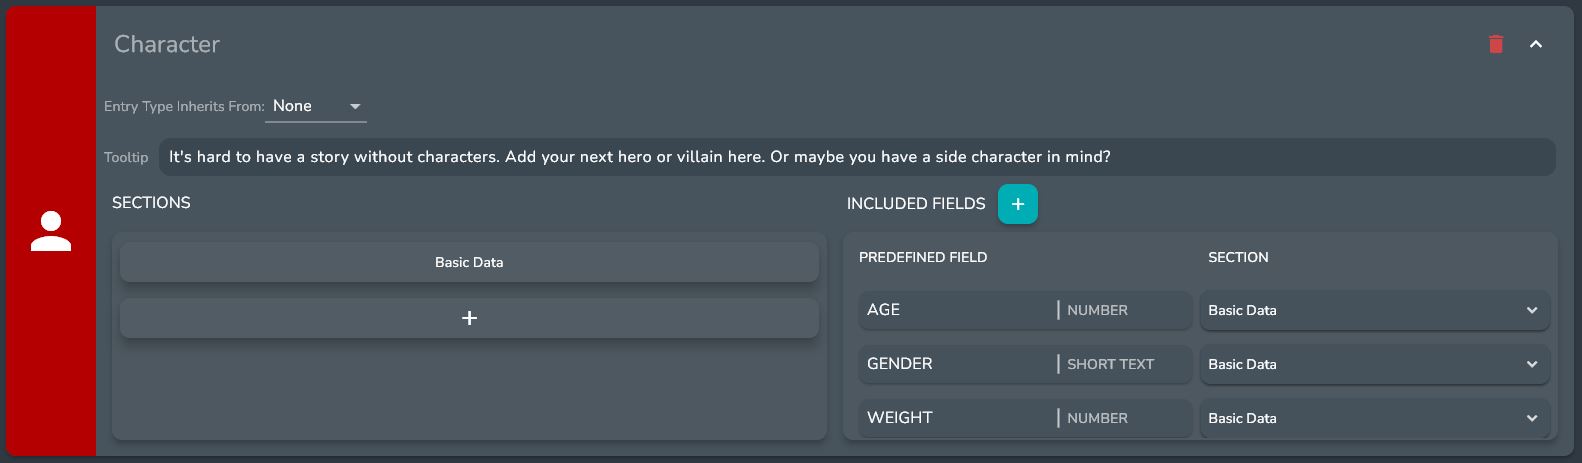 Character
Entry Type Inherits From: None
Tooltip It's hard to have a story without characters. Add your next hero or villain here. Or maybe you have a side character in mind?
SECTIONS
Basic Data
+
INCLUDED FIELDS +
PREDEFINED FIELD SECTION
AGE | NUMBER Basic Data
GENDER | SHORT TEXT Basic Data
WEIGHT | NUMBER Basic Data